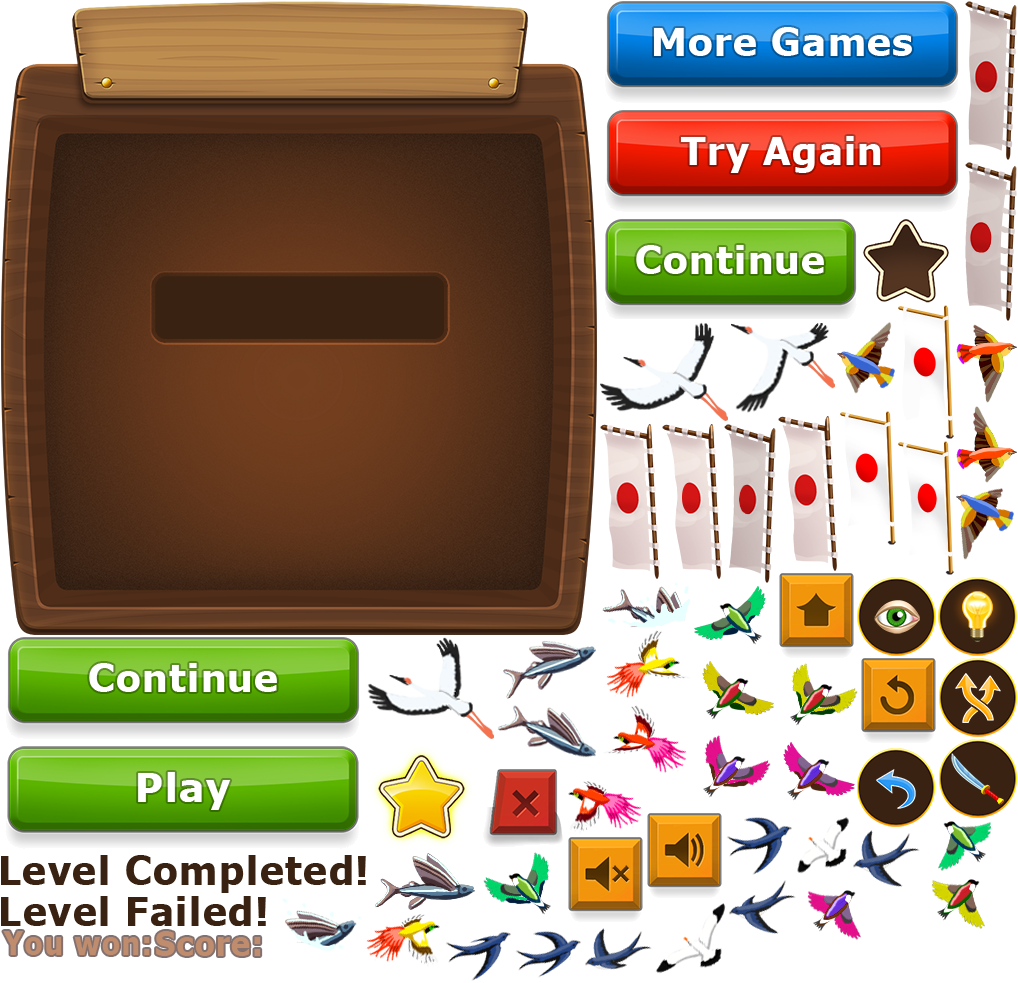 More Games
Try Again
Continue
Continue
Play
Level Completed!
Level Failed!
You won:Score: